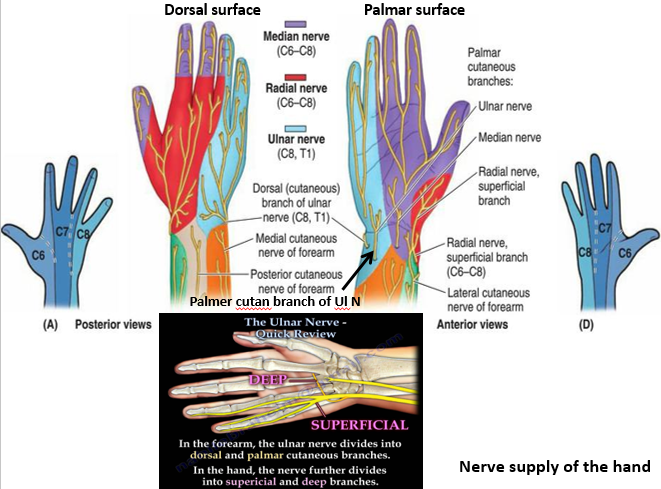 Dorsal surface
Palmar surface
Median nerve
(C6–C8)
Radial nerve
(C6–C8)
Ulnar nerve
(C8, T1)
Palmar
cutaneous
branches:
Ulnar nerve
Median nerve
Radial nerve,
superficial
branch
Dorsal (cutaneous)
branch of ulnar
nerve (C8, T1)
Medial cutaneous
nerve of forearm
Posterior cutaneous
nerve of forearm
Radial nerve,
superficial branch
(C6–C8)
Lateral cutaneous
nerve of forearm
Palmer cutan branch of Ul N
C6
C7
C8
C8
C7
C6
(A)
Posterior views
Anterior views
(D)
The Ulnar Nerve -
Quick Review
DEEP
SUPERFICIAL
In the forearm, the ulnar nerve divides into
dorsal and palmar cutaneous branches.
In the hand, the nerve further divides
into supericial and deep branches.
Nerve supply of the hand